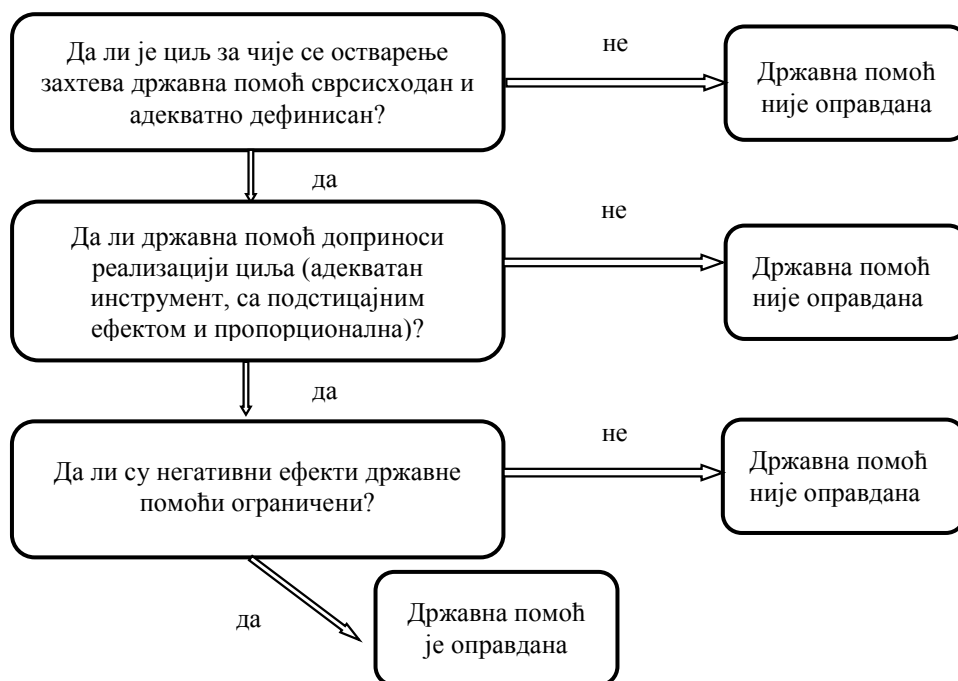 Да ли је циљ за чије се остварење
захтева државна помоћ сврсисходан и
адекватно дефинисан?
не
Државна помоћ
није оправдана
да
Да ли државна помоћ доприноси
реализацији циља (адекватан
инструмент, са подстицајним
ефектом и пропорционална)?
не
Државна помоћ
није оправдана
да
Да ли су негативни ефекти државне
помоћи ограничени?
не
Државна помоћ
није оправдана
да
Државна помоћ
је оправдана